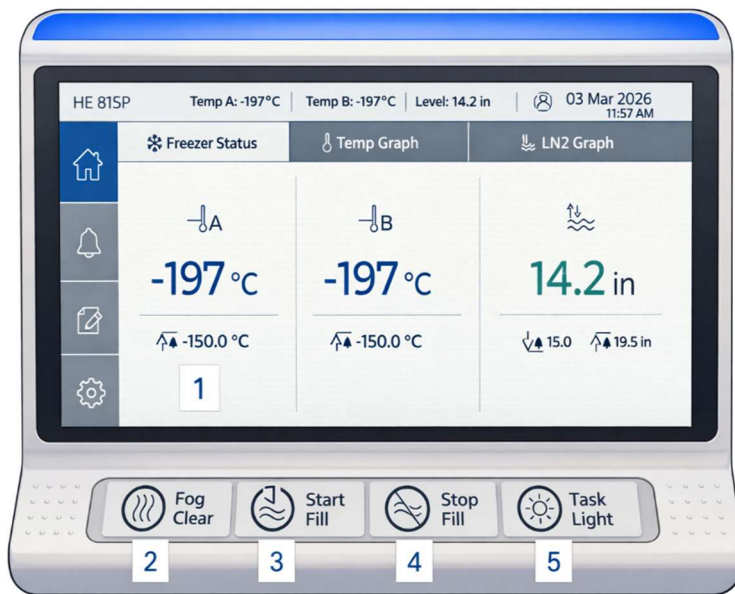 HE 81SP Temp A: -197°C Temp B: -197°C Level: 14.2 in 03 Mar 2026
11:57 AM
Freezer Status Temp Graph LN2 Graph
A B
-197 °C -197 °C 14.2 in
-150.0 °C -150.0 °C 15.0 19.5 in
1
Fog Clear
Start Fill
Stop Fill
Task Light
2 3 4 5